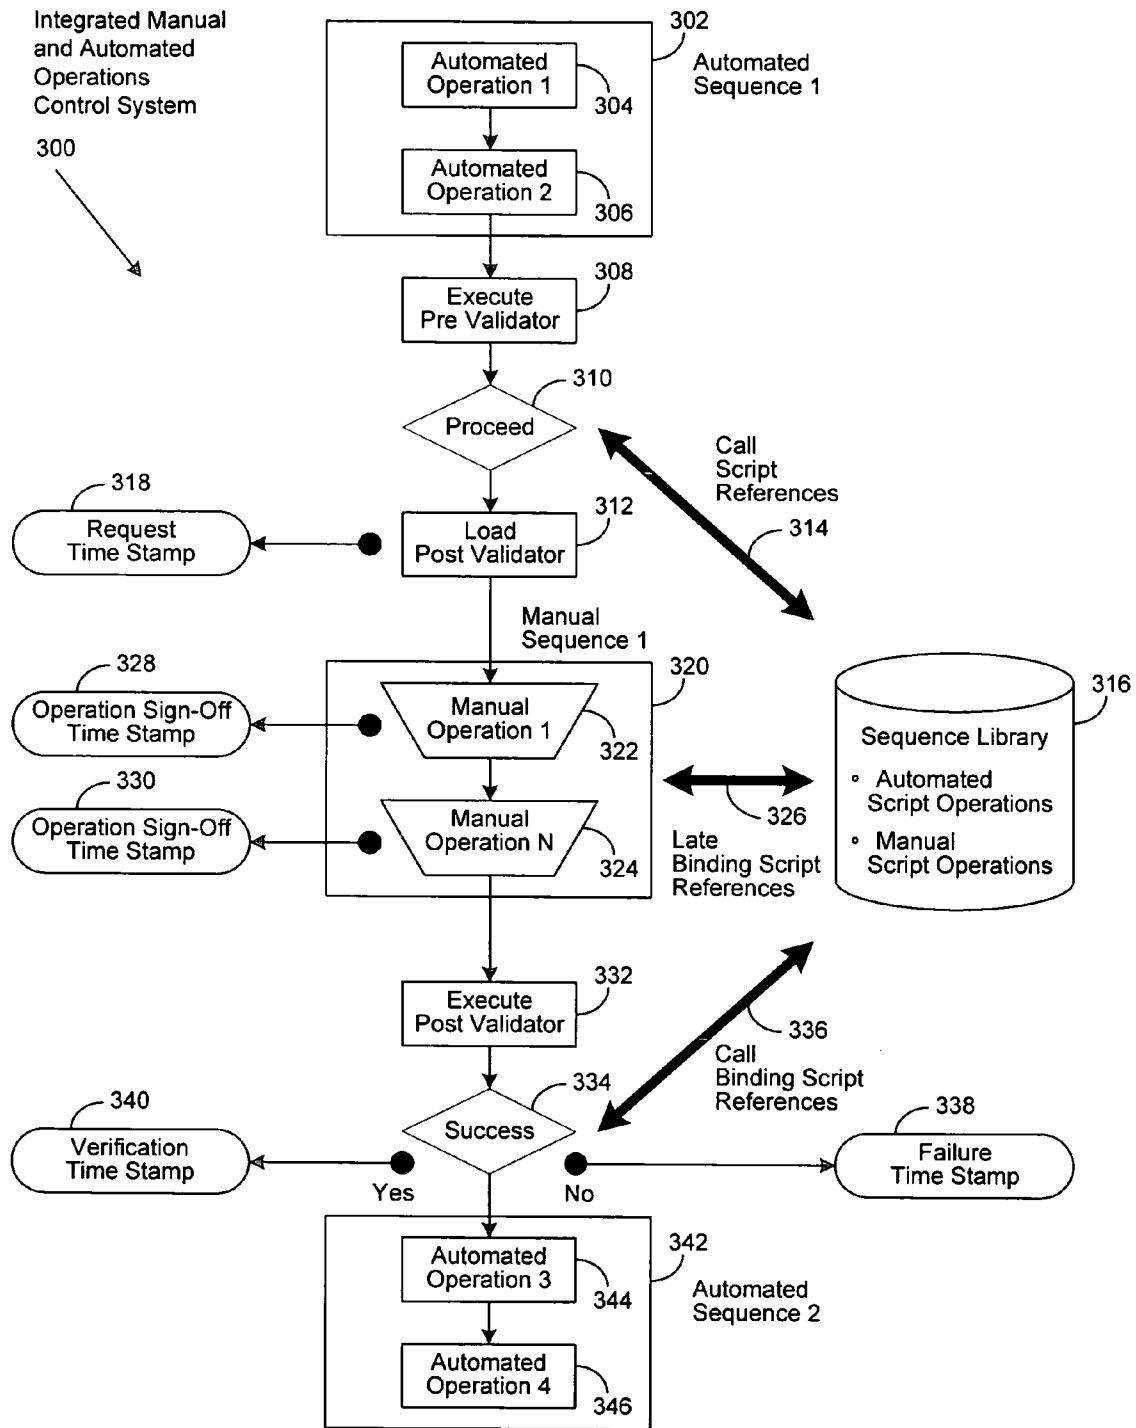 Integrated Manual
and Automated
Operations
Control System
300
302
Automated
Sequence 1
Automated
Operation 1
304
Automated
Operation 2
306
308
Execute
Pre Validator
310
Proceed
Call
Script
References
314
318
Request
Time Stamp
312
Load
Post Validator
Manual
Sequence 1
320
328
Operation Sign-Off
Time Stamp
Manual
Operation 1
322
330
Operation Sign-Off
Time Stamp
Manual
Operation N
324
326
Late
Binding Script
References
316
Sequence Library
° Automated
Script Operations
° Manual
Script Operations
332
Execute
Post Validator
336
Call
Binding Script
References
334
Success
340
Verification
Time Stamp
Yes
No
338
Failure
Time Stamp
342
Automated
Sequence 2
Automated
Operation 3
344
Automated
Operation 4
346